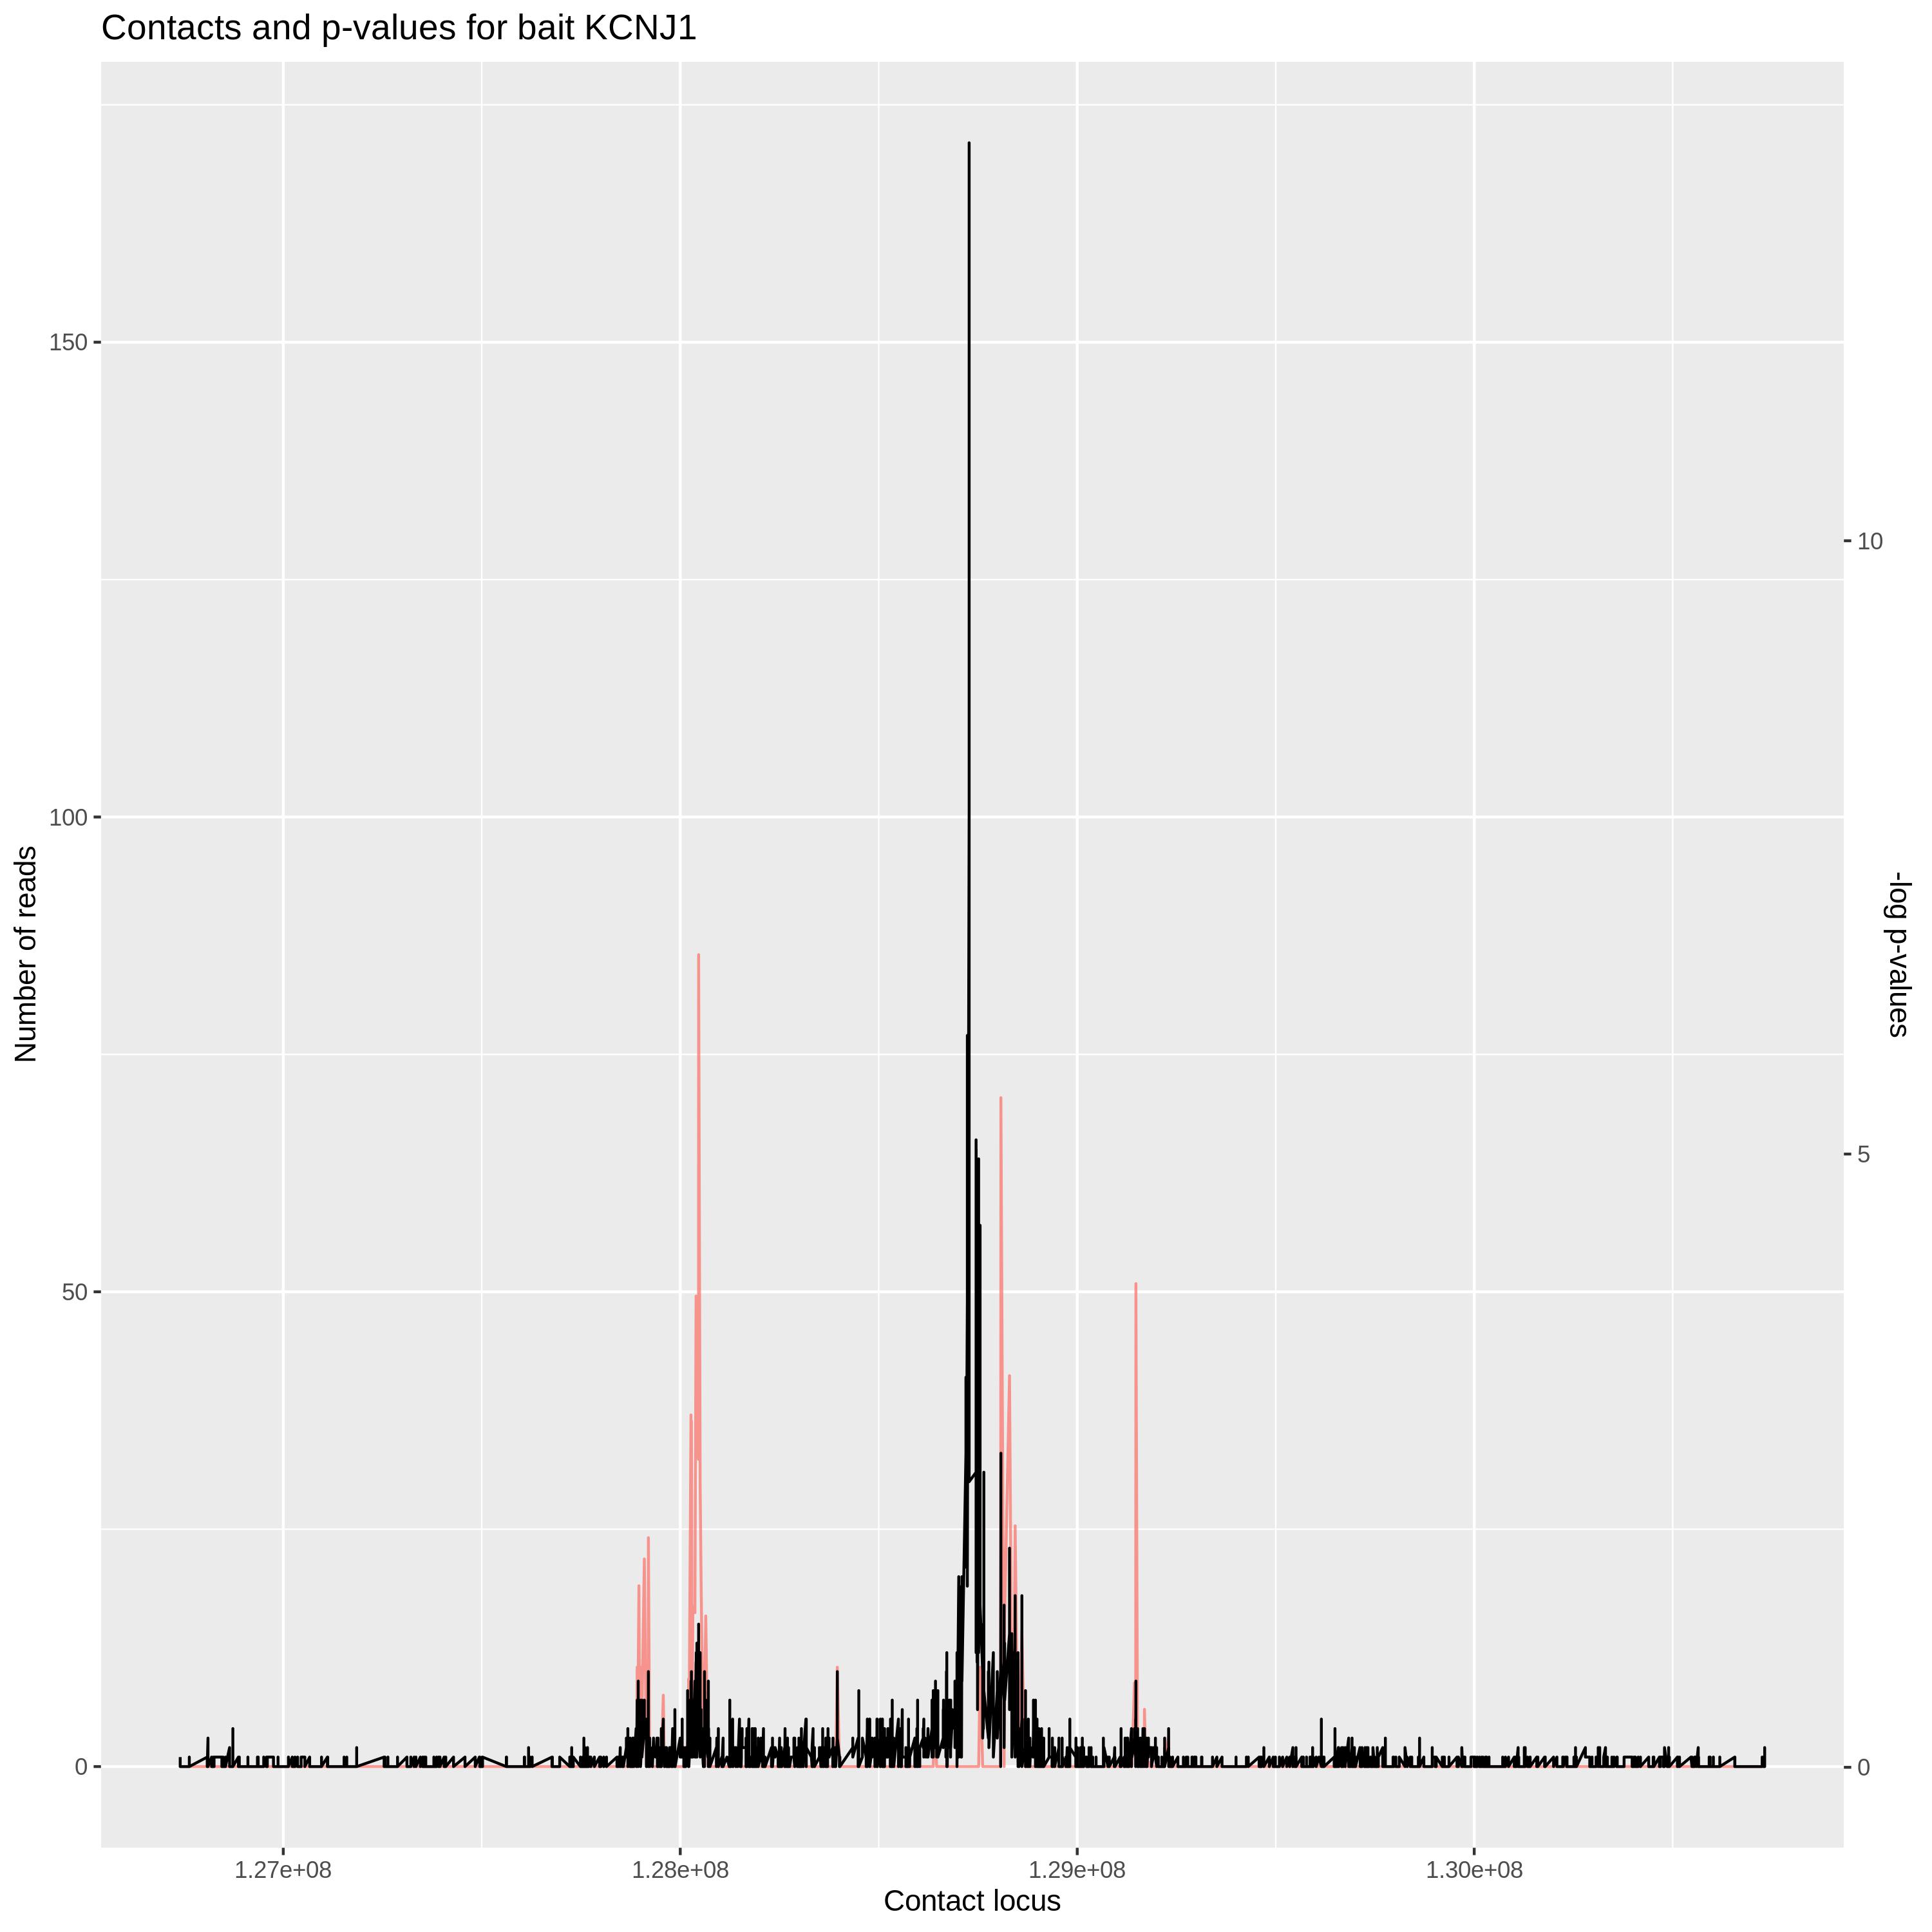 Contacts and p-values for bait KCNJ1
150
100
50
0
Number of reads
10
5
0
-log p-values
1.27e+08
1.28e+08
1.29e+08
1.30e+08
Contact locus